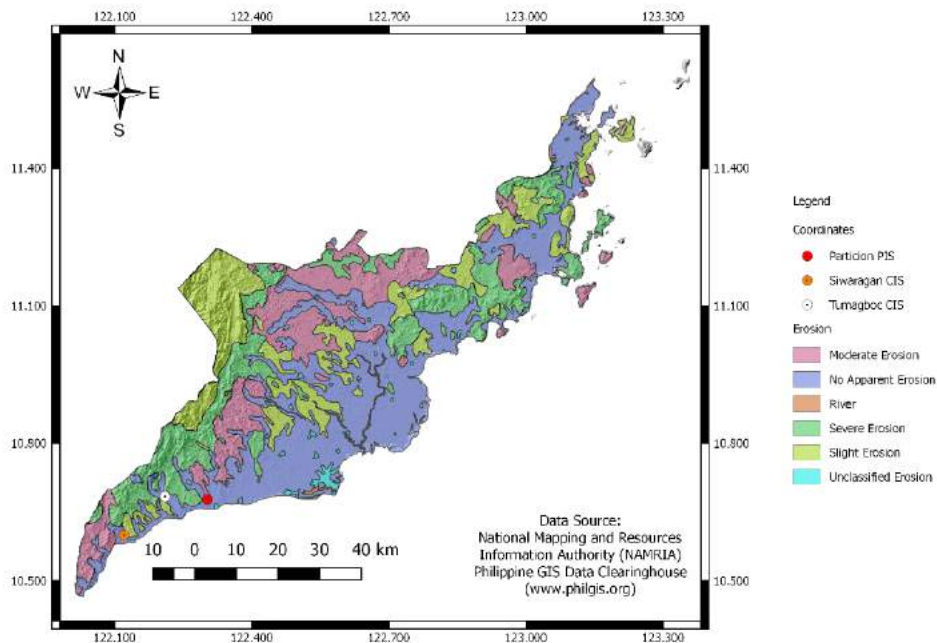 122.100 122.400 122.700 123.000 123.300
N
W E
S
11.400 11.400
Legend
Coordinates
Particion PIS
Siwaragan CIS
Tumagboc CIS
11.100 11.100
Erosion
Moderate Erosion
No Apparent Erosion
River
Severe Erosion
Slight Erosion
Unclassified Erosion
10.800 10.800
Data Source:
National Mapping and Resources
Information Authority (NAMRIA)
Philippine GIS Data Clearinghouse
(www.philgis.org)
10 0 10 20 30 40 km
10.500 10.500
122.100 122.400 122.700 123.000 123.300